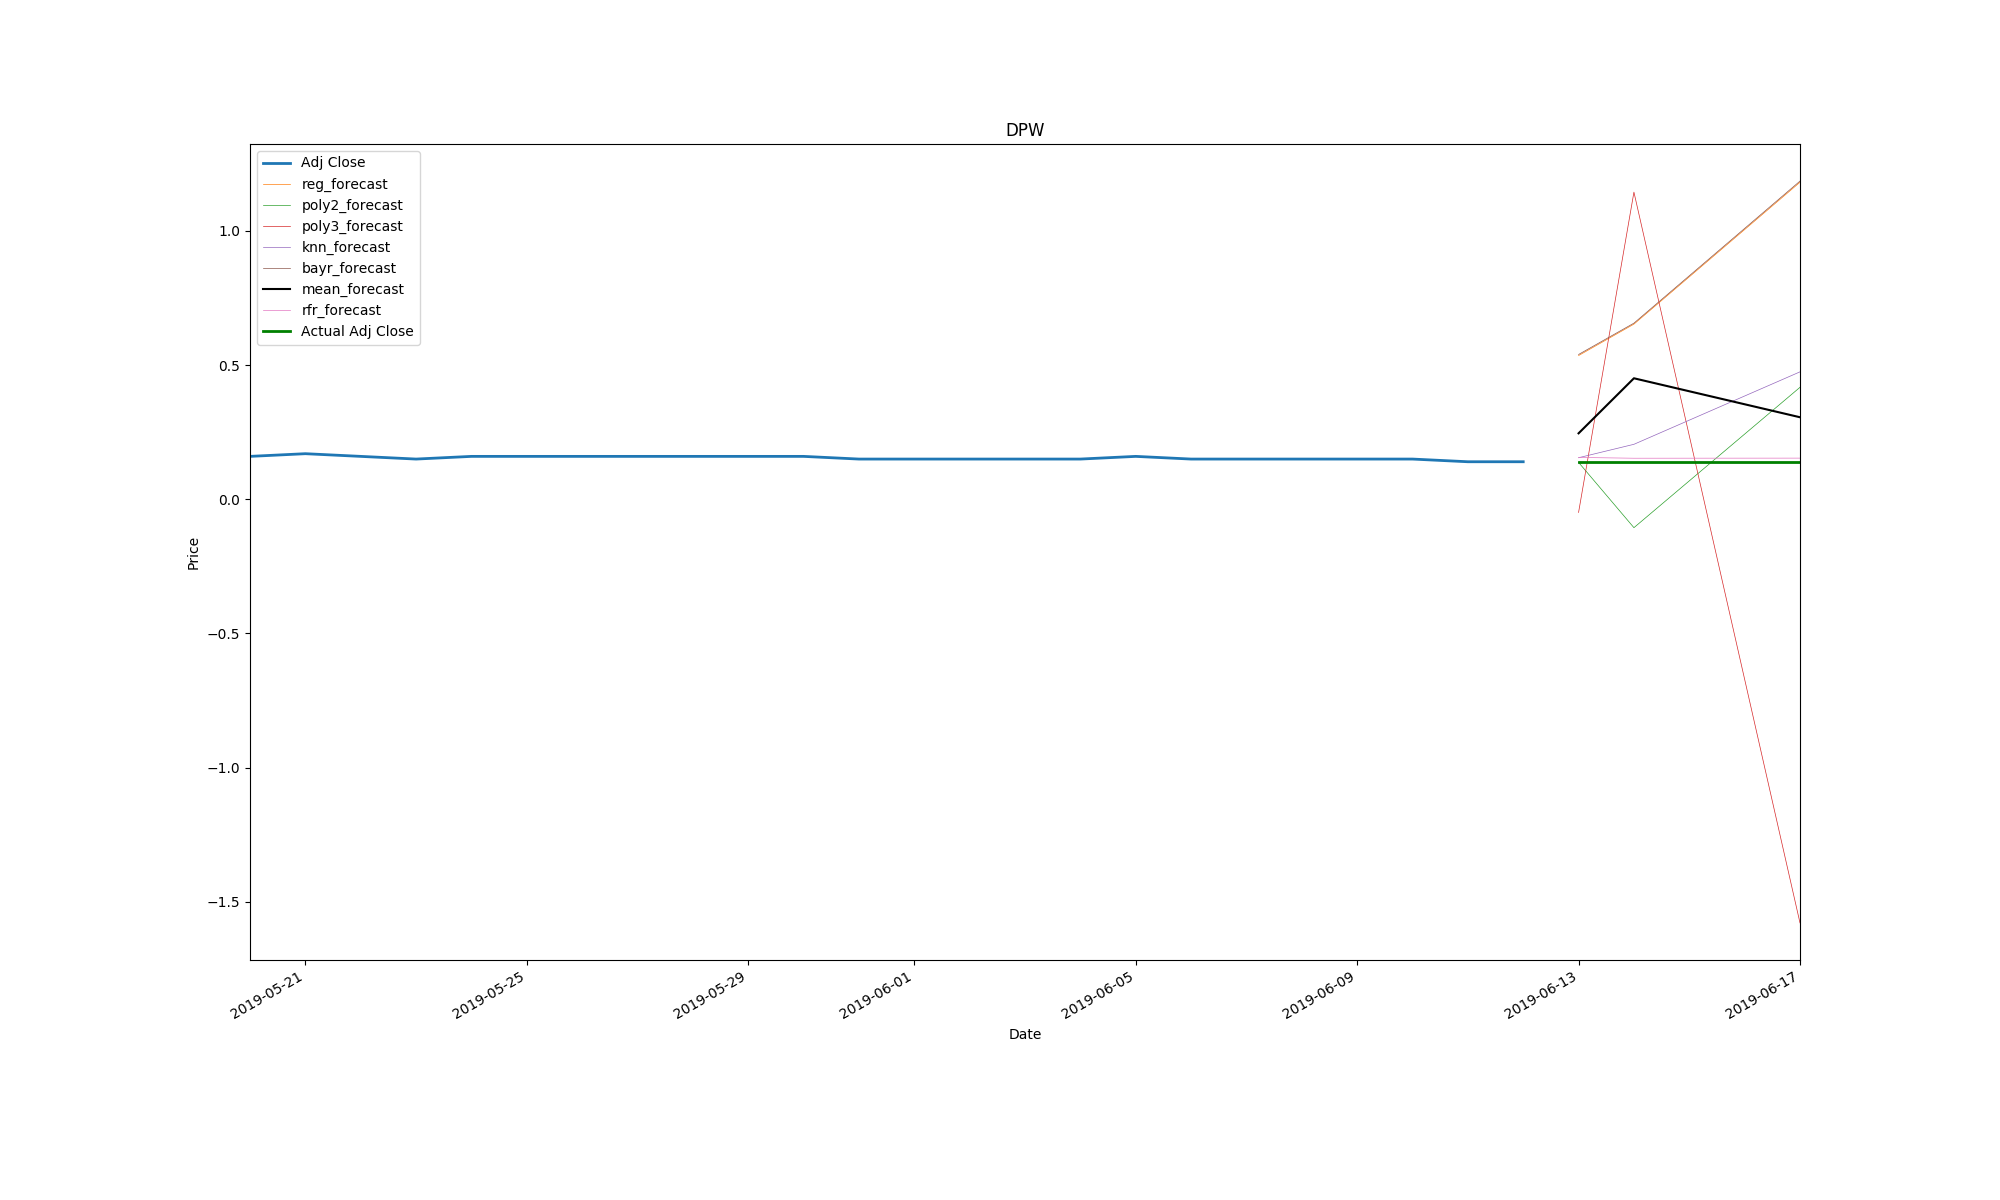 DPW
Adj Close
reg_forecast
poly2_forecast
poly3_forecast
knn_forecast
bayr_forecast
mean_forecast
rfr_forecast
Actual Adj Close
1.0
0.5
0.0
−0.5
−1.0
−1.5
Price
2019-05-21
2019-05-25
2019-05-29
2019-06-01
2019-06-05
2019-06-09
2019-06-13
2019-06-17
Date